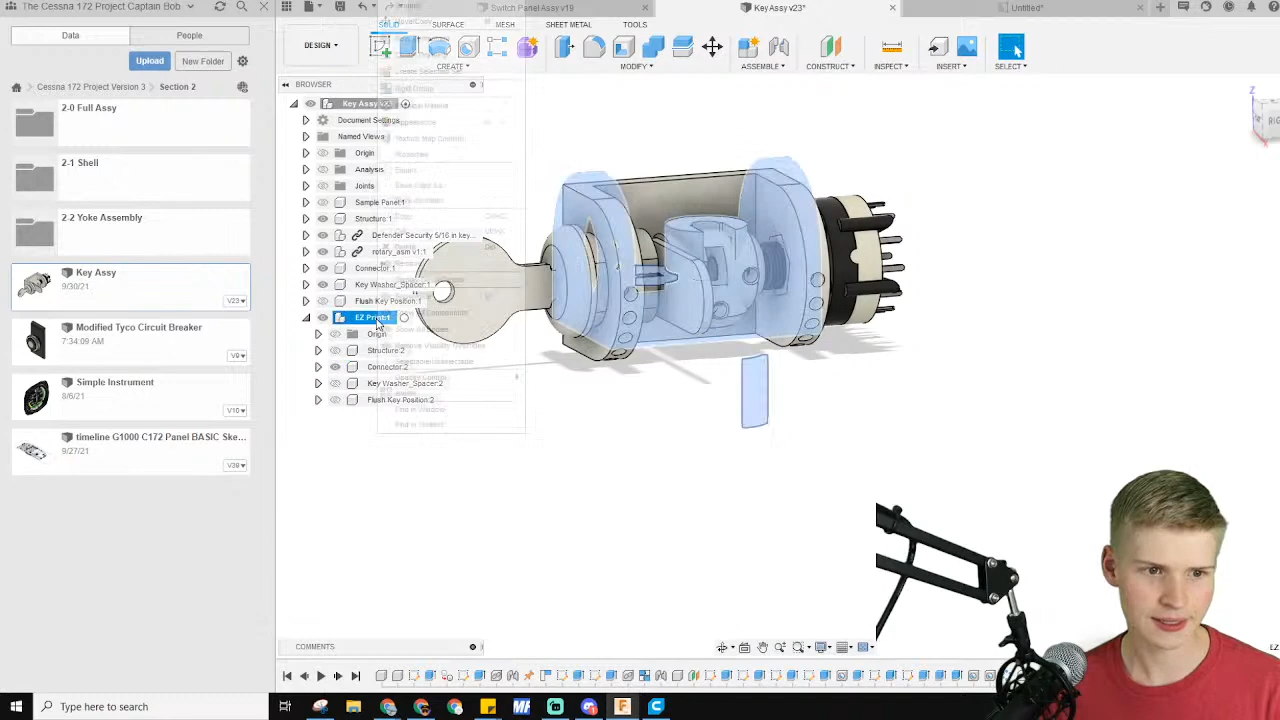 The Cessna 172 Project Captain Bob
Switch Panel Assy v19
Key Assy v23*
Untitled*
Data
People
SOLID
SURFACE
MESH
SHEET METAL
TOOLS
Upload
New Folder
DESIGN
CREATE
MODIFY
ASSEMBLE
CONSTRUCT
INSPECT
INSERT
SELECT
Cessna 172 Project Version 3
Section 2
BROWSER
2-0 Full Assy
2-1 Shell
2-2 Yoke Assembly
Key Assy
9/30/21
V23
Modified Tyco Circuit Breaker
V9
Simple Instrument
8/6/21
V10
timeline G1000 C172 Panel BASIC Ske...
9/27/21
Document Settings
Named Views
Origin
Analysis
Joints
Sample Panel:1
Structure:1
Defender Security 5/16 in key...
rotary_asm v1:1
Connector:1
Key Washer_Spacer:1
Flush Key Position:1
EZ Print:1
Origin
Structure:2
Connector:2
Key Washer_Spacer:2
Flush Key Position:2
Z
RIG
X
COMMENTS
EZ
Type here to search